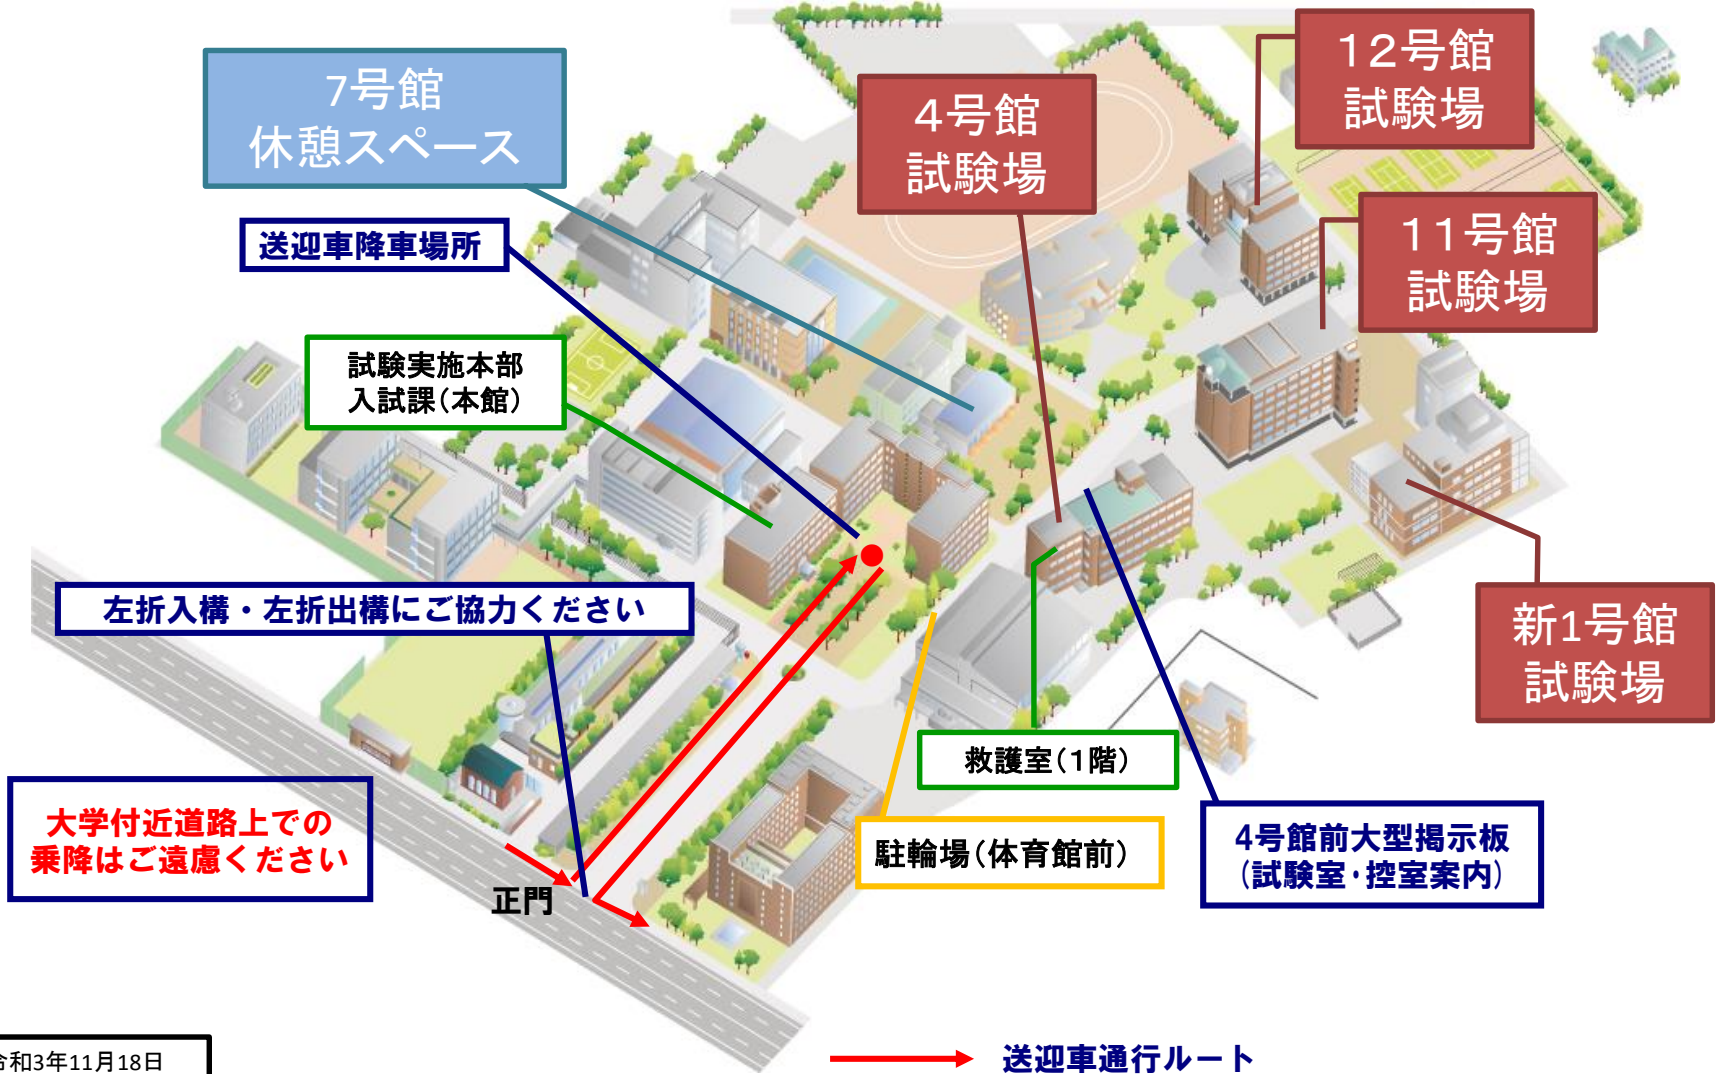 7号館
休憩スペース
4号館
試験場
12号館
試験場
送迎車降車場所
11号館
試験場
試験実施本部
入試課(本館)
左折入構・左折出構にご協力ください
新1号館
試験場
救護室(1階)
大学付近道路上での
乗降はご遠慮ください
駐輪場(体育館前)
4号館前大型掲示板
(試験室・控室案内)
正門
令和3年11月18日
送迎車通行ルート